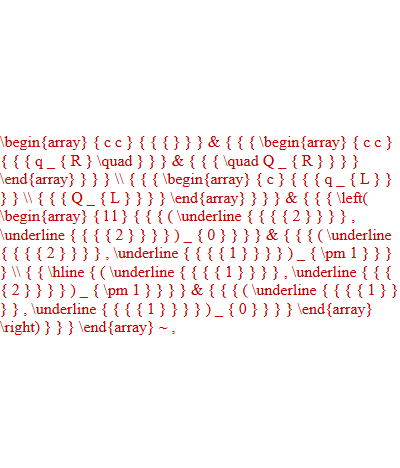 \begin{array} { c c } { { { } } } & { { { \begin{array} { c c }
{ { { q _ { R } \quad } } } & { { { \quad Q _ { R } } } }
\end{array} } } } \\ { { { \begin{array} { c } { { { q _ { L } }
} } \\ { { { Q _ { L } } } } \end{array} } } } & { { { \left(
\begin{array} { 1 1 } { { { ( \underline { { { { 2 } } } } ,
\underline { { { { 2 } } } } ) _ { 0 } } } } & { { { ( \underline
{ { { { 2 } } } } , \underline { { { { 1 } } } } ) _ { \pm 1 } } }
} \\ { { \hline { ( \underline { { { { 1 } } } } , \underline { { { {
2 } } } } ) _ { \pm 1 } } } } & { { { ( \underline { { { { 1 } }
} } , \underline { { { { 1 } } } } ) _ { 0 } } } } \end{array}
\right) } } } \end{array} ~ ,